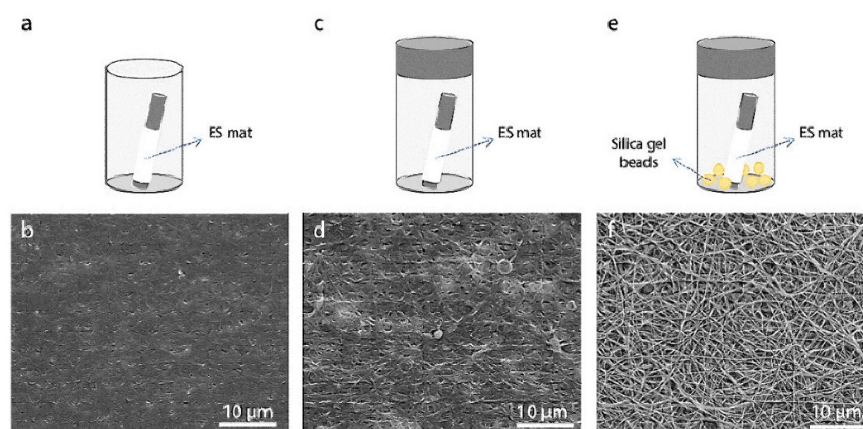 a
c
e
ES mat
ES mat
Silica gel
beads
ES mat
b
d
f
10 µm
10 µm
10 µm